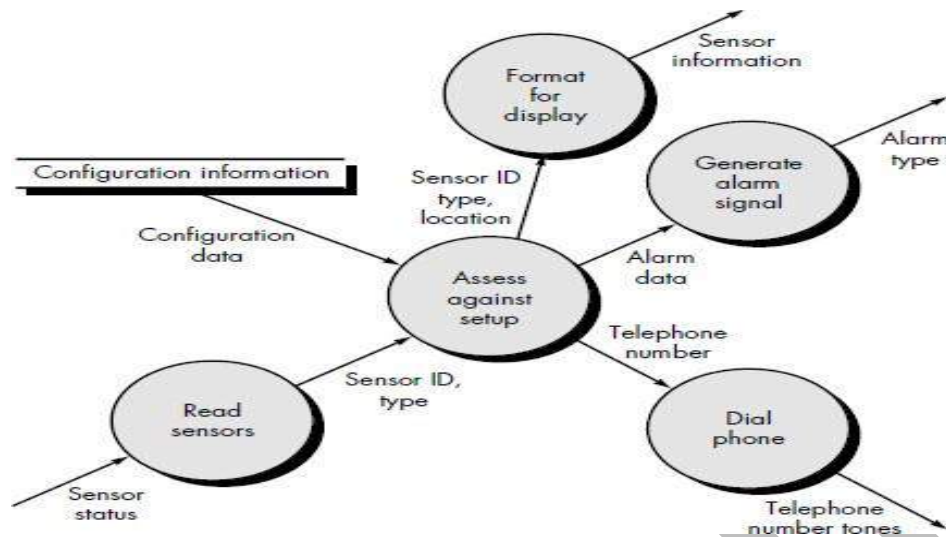 Sensor
information
Format
for
display
Alarm
type
Generate
alarm
signal
Configuration information
Sensor ID
type,
location
Configuration
data
Alarm
data
Assess
against
setup
Telephone
number
Sensor ID,
type
Read
sensors
Dial
phone
Sensor
status
Telephone
number tones